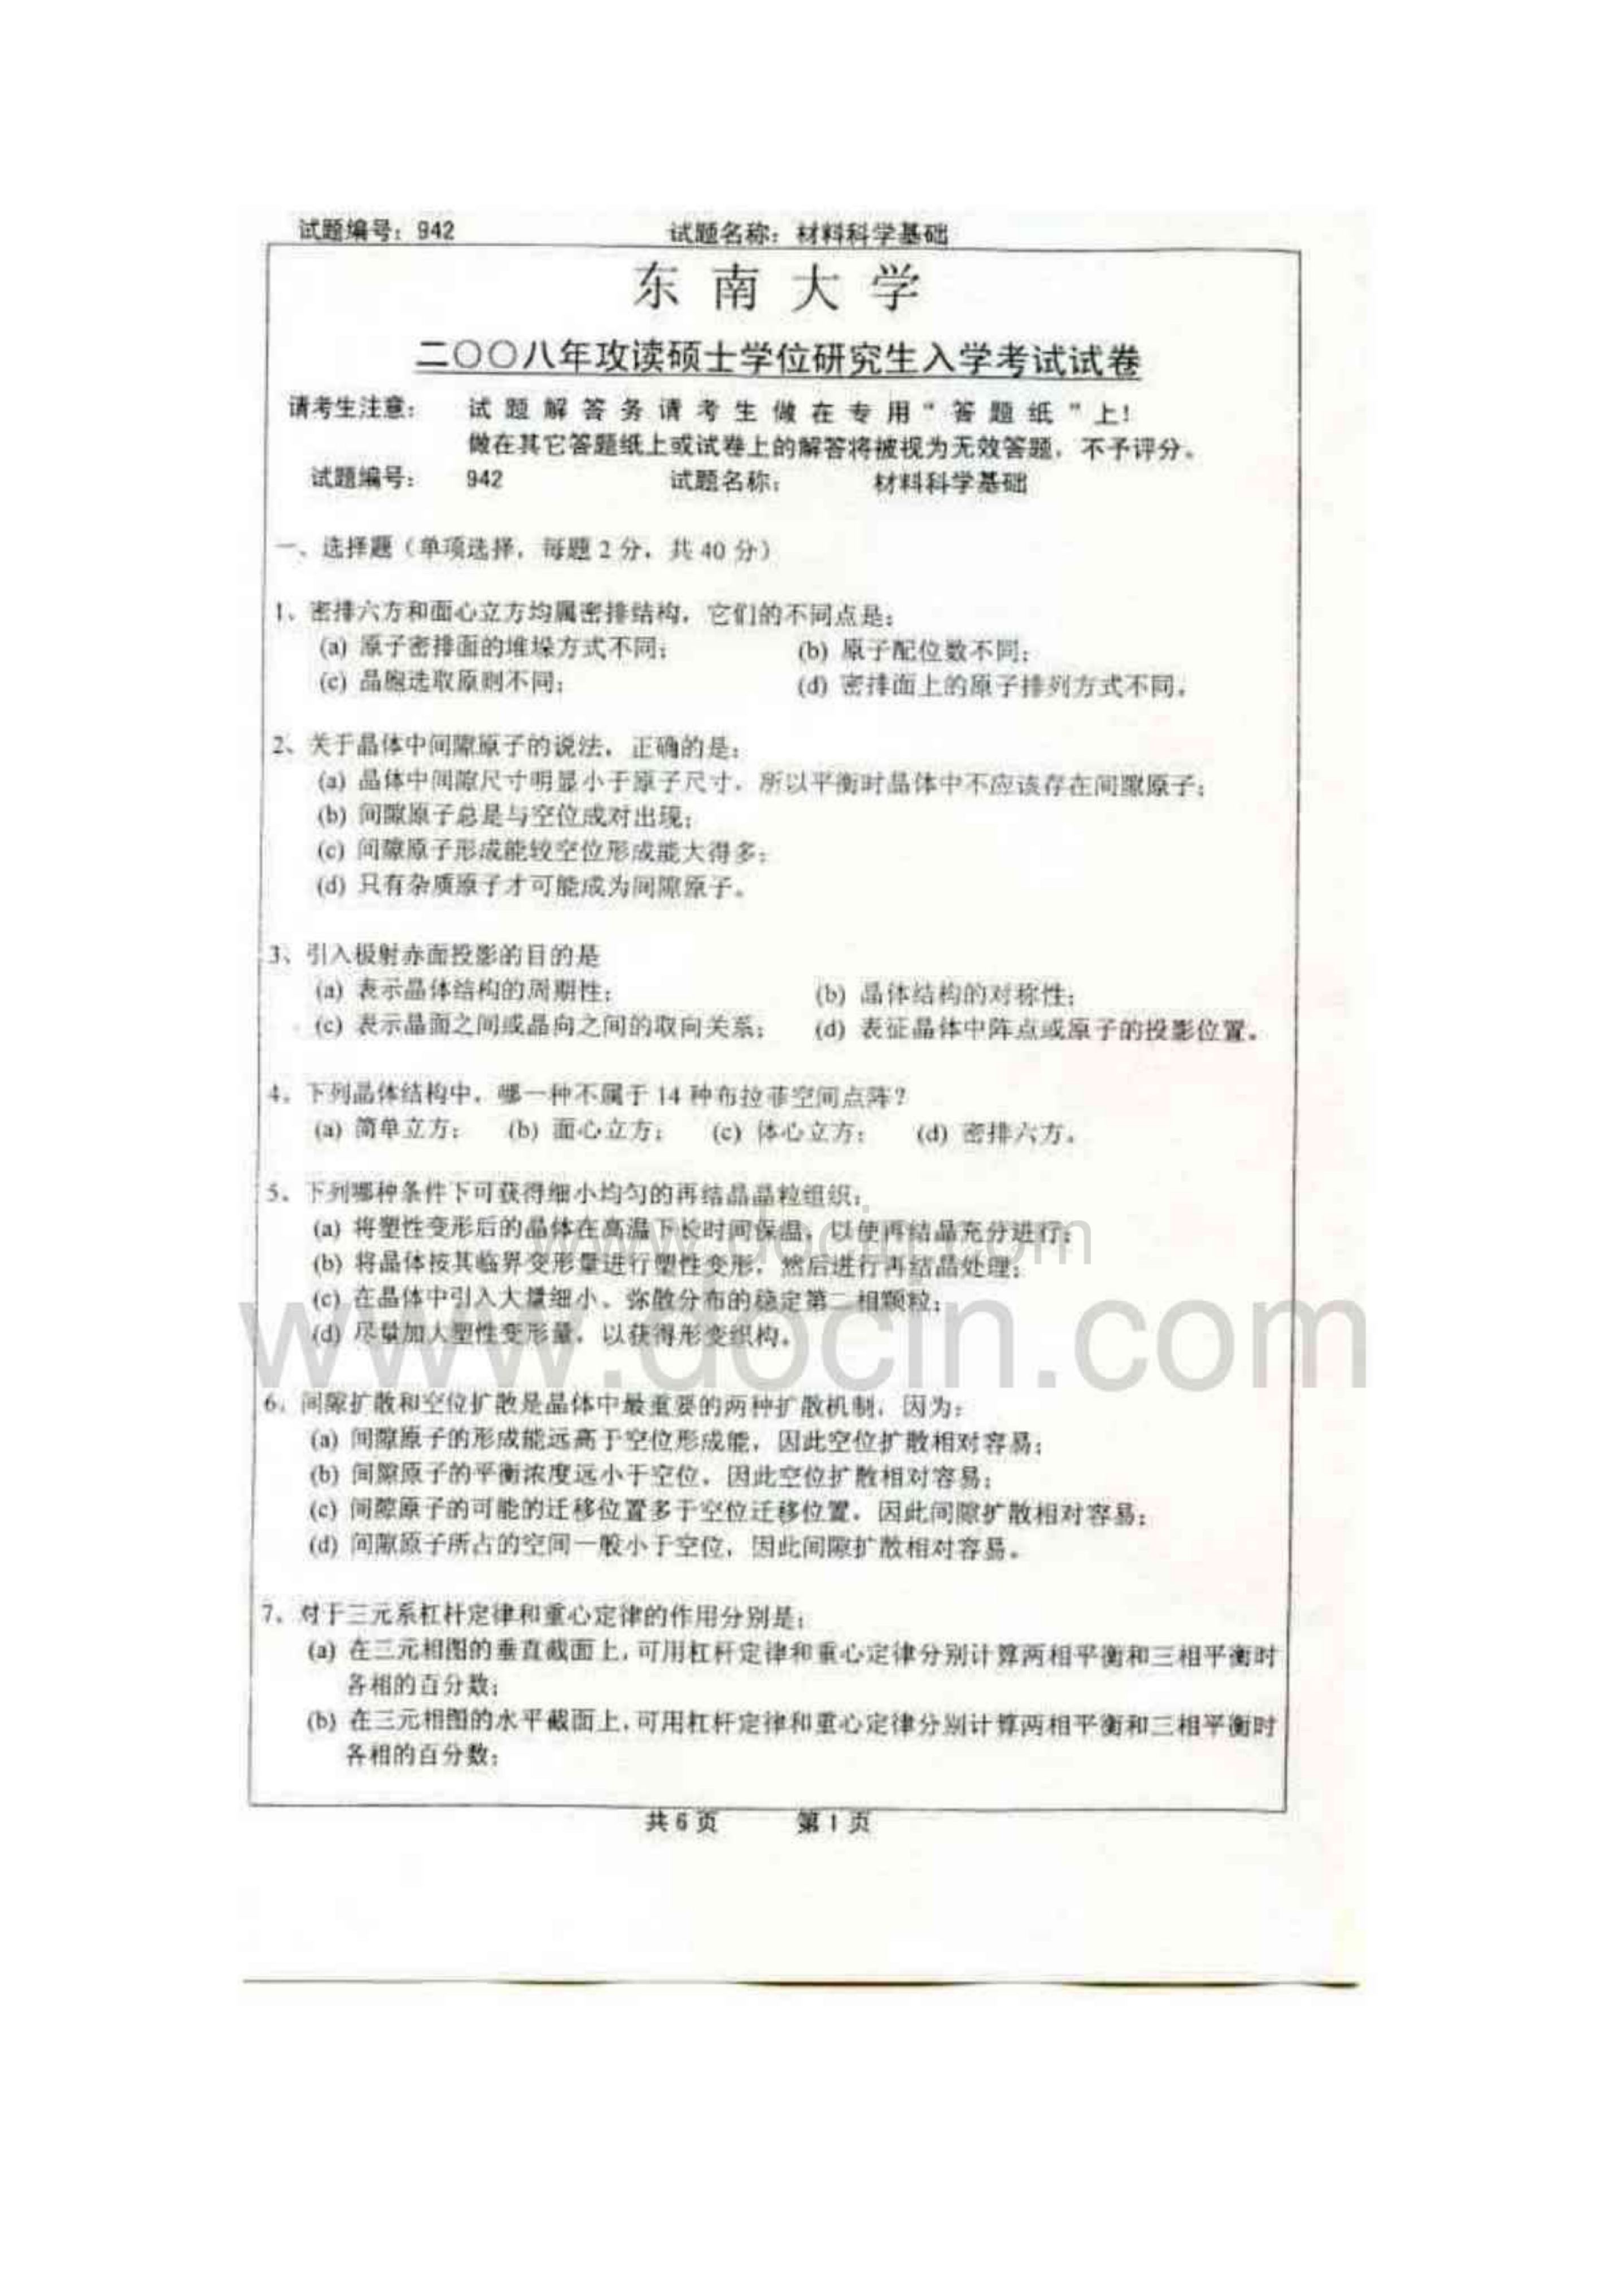 试题编号：942 试题名称：材料科学基础
东 南 大 学
二〇〇八年攻读硕士学位研究生入学考试试卷
请考生注意： 试 题 解 答 务 请 考 生 做 在 专 用 “ 答 题 纸 ” 上！
做在其它答题纸上或试卷上的解答将被视为无效答题，不予评分。
试题编号： 942 试题名称： 材料科学基础
一、选择题（单项选择，每题 2 分，共 40 分）
1、密排六方和面心立方均属密排结构，它们的不同点是：
(a) 原子密排面的堆垛方式不同； (b) 原子配位数不同；
(c) 晶胞选取原则不同； (d) 密排面上的原子排列方式不同。
2、关于晶体中间隙原子的说法，正确的是：
(a) 晶体中间隙尺寸明显小于原子尺寸，所以平衡时晶体中不应该存在间隙原子；
(b) 间隙原子总是与空位成对出现；
(c) 间隙原子形成能较空位形成能大得多；
(d) 只有杂质原子才可能成为间隙原子。
3、引入极射赤面投影的目的是
(a) 表示晶体结构的周期性； (b) 晶体结构的对称性；
(c) 表示晶面之间或晶向之间的取向关系； (d) 表征晶体中阵点或原子的投影位置。
4、下列晶体结构中，哪一种不属于 14 种布拉菲空间点阵？
(a) 简单立方； (b) 面心立方； (c) 体心立方； (d) 密排六方。
5、下列哪种条件下可获得细小均匀的再结晶晶粒组织：
(a) 将塑性变形后的晶体在高温下长时间保温，以使再结晶充分进行；
(b) 将晶体按其临界变形量进行塑性变形，然后进行再结晶处理；
(c) 在晶体中引入大量细小、弥散分布的稳定第二相颗粒；
(d) 尽量加大塑性变形量，以获得形变织构。
www.docin.com
www.docin.com
6、间隙扩散和空位扩散是晶体中最重要的两种扩散机制，因为：
(a) 间隙原子的形成能远高于空位形成能，因此空位扩散相对容易；
(b) 间隙原子的平衡浓度远小于空位，因此空位扩散相对容易；
(c) 间隙原子的可能的迁移位置多于空位迁移位置，因此间隙扩散相对容易；
(d) 间隙原子所占的空间一般小于空位，因此间隙扩散相对容易。
7、对于三元系杠杆定律和重心定律的作用分别是：
(a) 在三元相图的垂直截面上，可用杠杆定律和重心定律分别计算两相平衡和三相平衡时
各相的百分数；
(b) 在三元相图的水平截面上，可用杠杆定律和重心定律分别计算两相平衡和三相平衡时
各相的百分数；
共 6 页 第 1 页